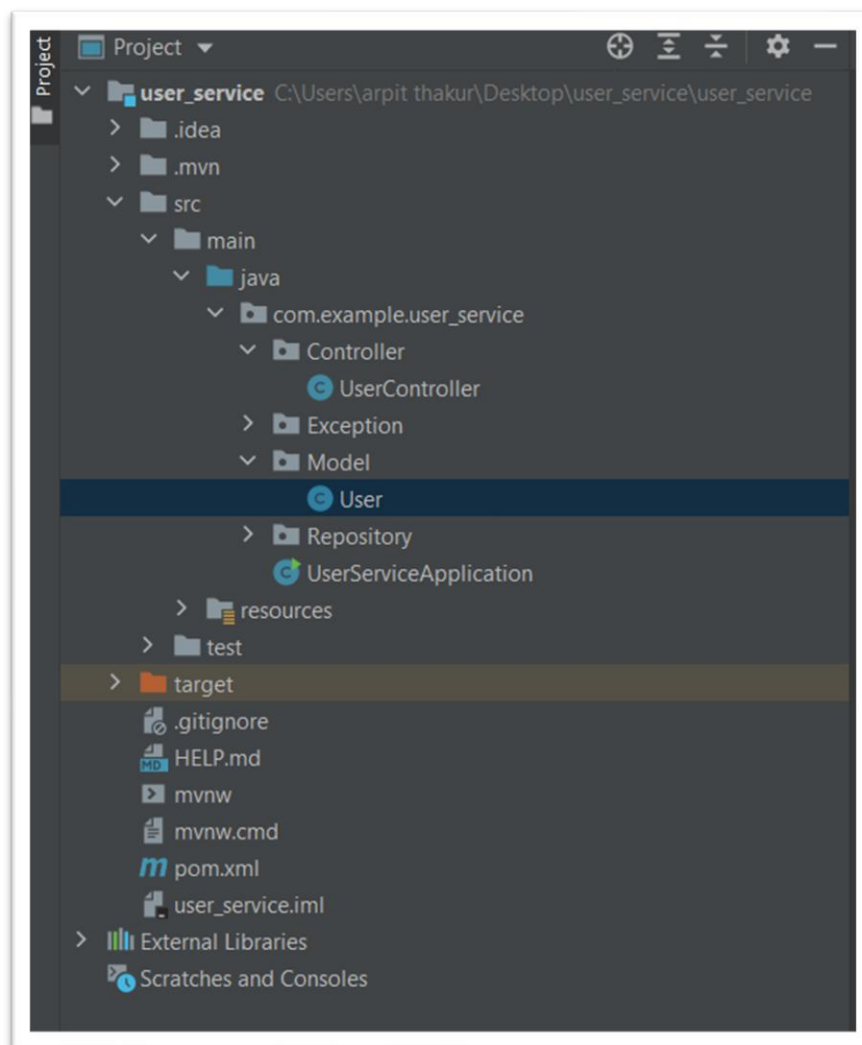 Project
Project
user_service C:\Users\arpit thakur\Desktop\user_service\user_service
.idea
.mvn
src
main
java
com.example.user_service
Controller
C UserController
Exception
Model
C User
Repository
C UserServiceApplication
resources
test
target
.gitignore
MD HELP.md
mvnw
mvnw.cmd
m pom.xml
user_service.iml
External Libraries
Scratches and Consoles